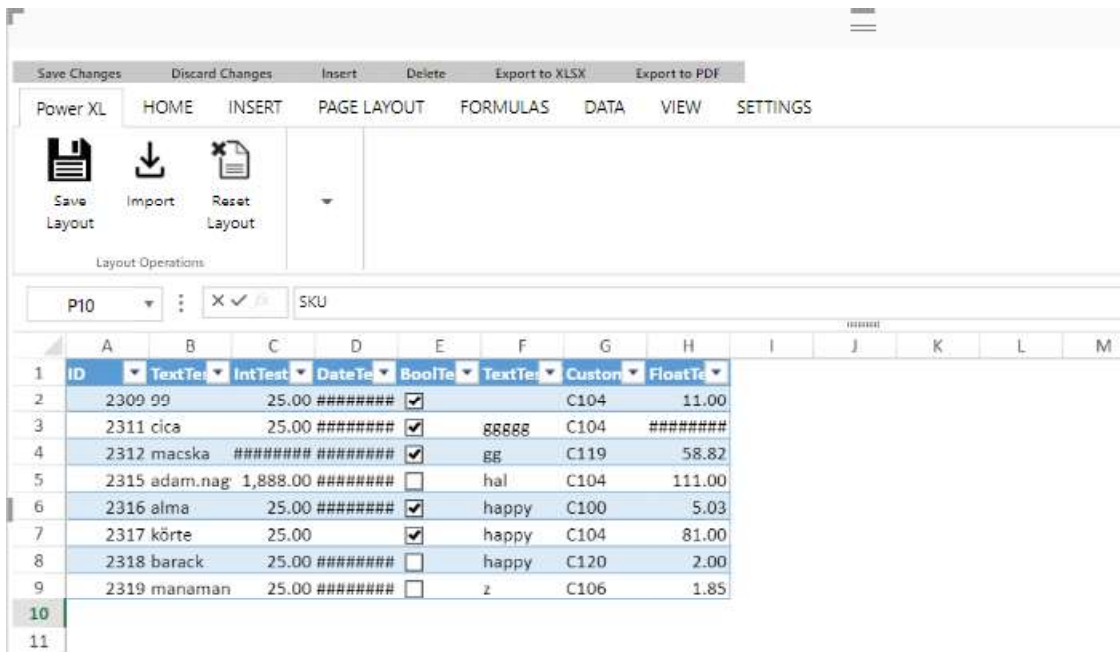 Save Changes Discard Changes Insert Delete Export to XLSX Export to PDF
Power XL HOME INSERT PAGE LAYOUT FORMULAS DATA VIEW SETTINGS
Save Layout Import Reset Layout
Layout Operations
P10 fx SKU
A B C D E F G H I J K L M
1 ID TextTes IntTest DateTe BoolTe TextTes Custon FloatTe
2 2309 99 25.00 ######## C104 11.00
3 2311 cica 25.00 ######## ggggg C104 ########
4 2312 macska ######## ######## gg C119 58.82
5 2315 adam.nag 1,888.00 ######## hal C104 111.00
6 2316 alma 25.00 ######## happy C100 5.03
7 2317 körte 25.00 happy C104 81.00
8 2318 barack 25.00 ######## happy C120 2.00
9 2319 manaman 25.00 ######## z C106 1.85
10
11